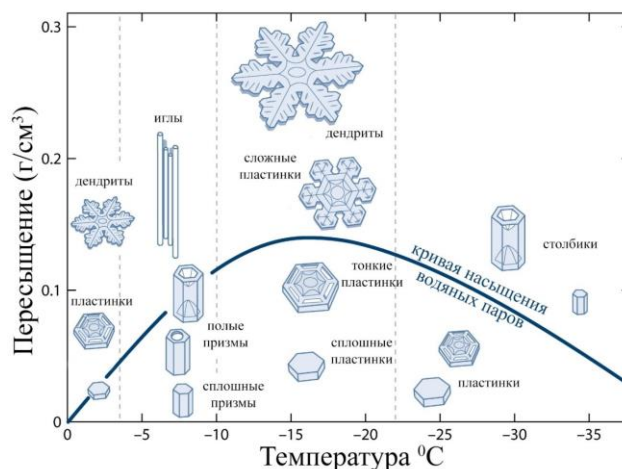 0.3
0.2
0.1
0
Пересыщение (г/см³)
дендриты
иглы
дендриты
сложные
пластинки
столбики
кривая насыщения
водяных паров
тонкие
пластинки
пластинки
полые
призмы
сплошные
пластинки
сплошные
призмы
пластинки
0
–5
–10
–15
–20
–25
–30
–35
Температура ⁰C